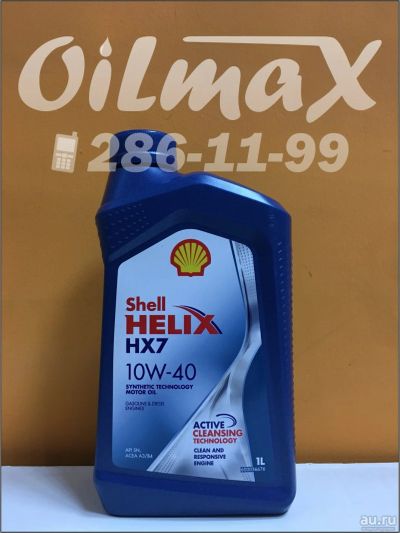 OiLmaX
286-11-99
Shell
HELIX
HX7
10W-40
SYNTHETIC TECHNOLOGY
MOTOR OIL
GASOLINE & DIESEL
ENGINES
ACTIVE
CLEANSING
TECHNOLOGY
CLEAN AND
RESPONSIVE
ENGINE
API SN,
ACEA A3/B4
1L
au.ru